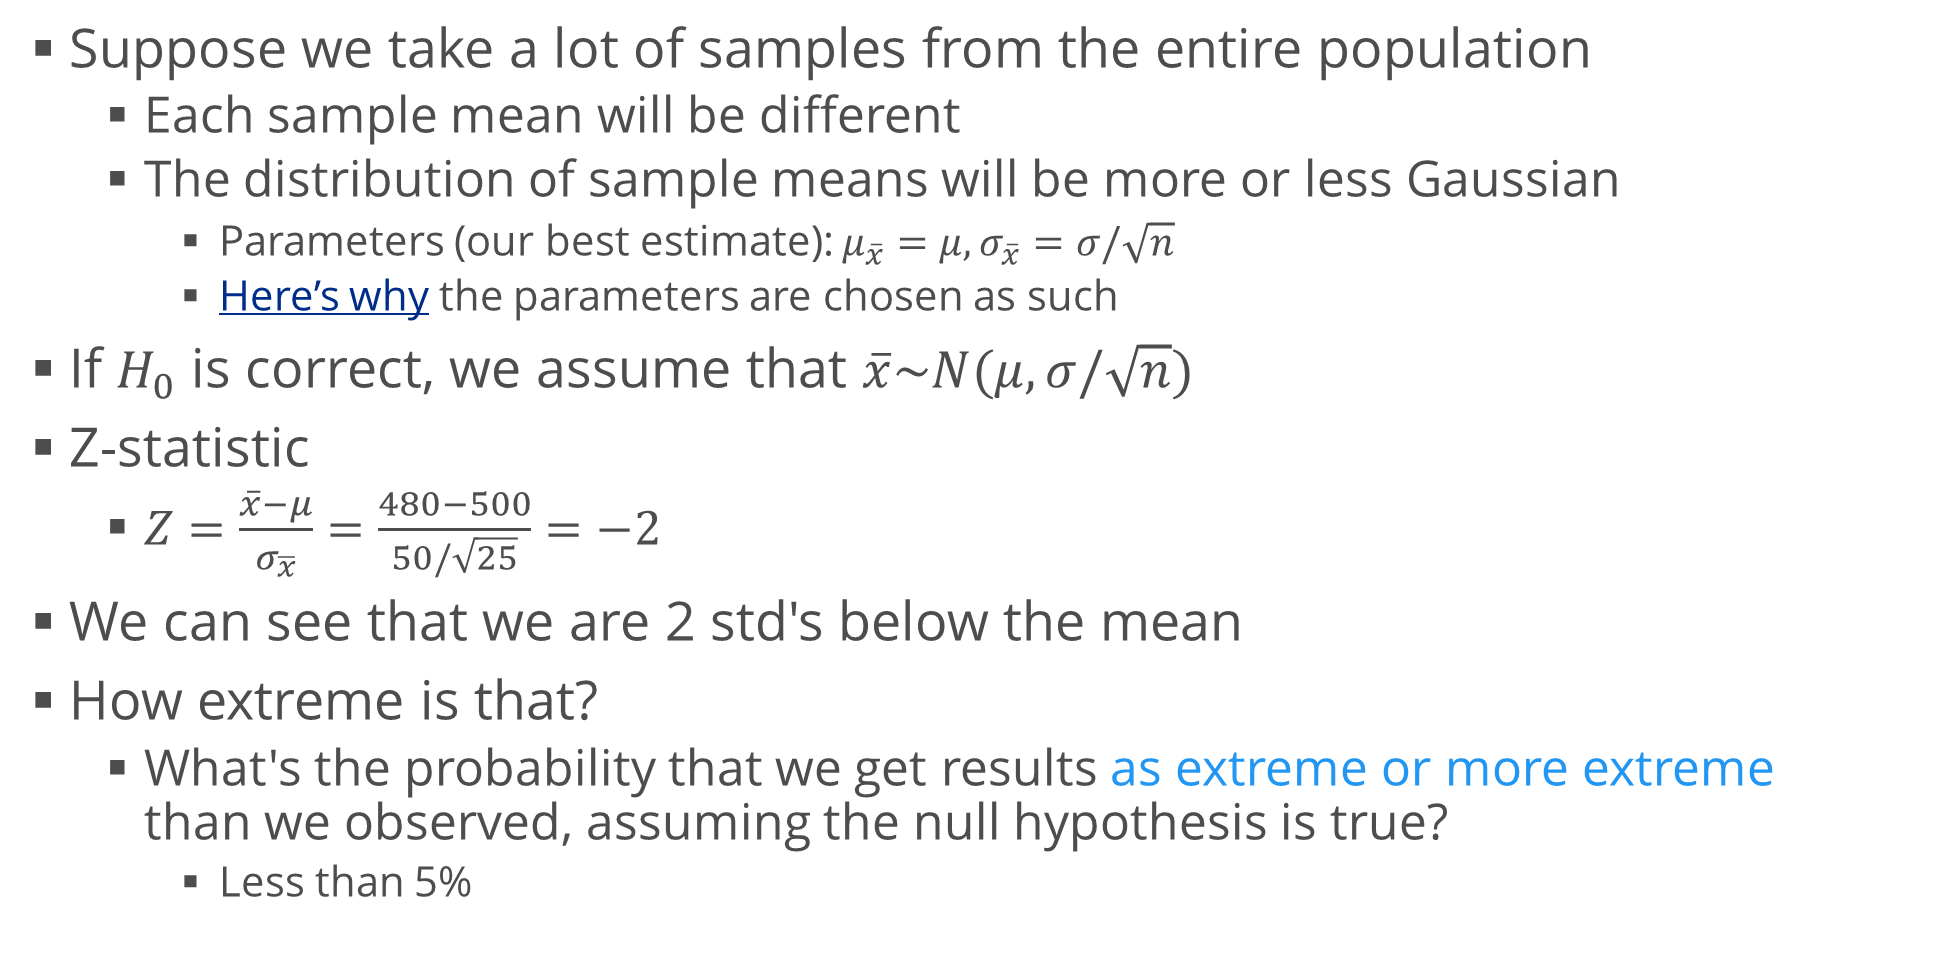 ▪ Suppose we take a lot of samples from the entire population
▪ Each sample mean will be different
▪ The distribution of sample means will be more or less Gaussian
▪ Parameters (our best estimate): μ_x̄ = μ, σ_x̄ = σ/√n
▪ Here’s why the parameters are chosen as such
▪ If H₀ is correct, we assume that x̄~N(μ, σ/√n)
▪ Z-statistic
▪ Z = (x̄−μ)/σ_x̄ = (480−500)/(50/√25) = −2
▪ We can see that we are 2 std's below the mean
▪ How extreme is that?
▪ What's the probability that we get results as extreme or more extreme
than we observed, assuming the null hypothesis is true?
▪ Less than 5%